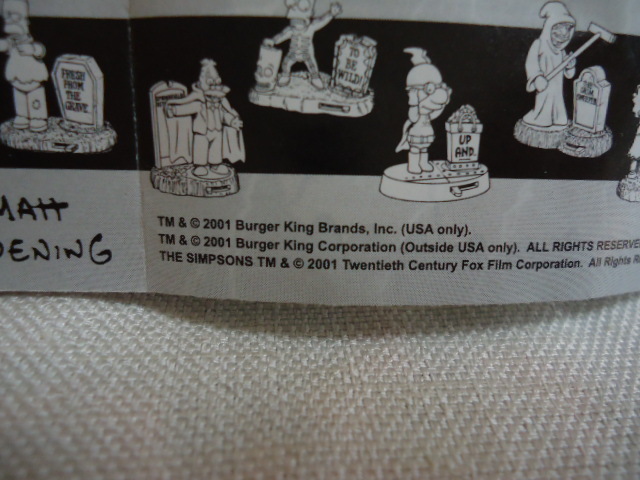 FRESH
FROM
THE
GRAVE
TO
BE
WILD!
UP
AND
MATT
OENING
TM & © 2001 Burger King Brands, Inc. (USA only).
TM & © 2001 Burger King Corporation (Outside USA only). ALL RIGHTS RESERVE
THE SIMPSONS TM & © 2001 Twentieth Century Fox Film Corporation. All Rights R